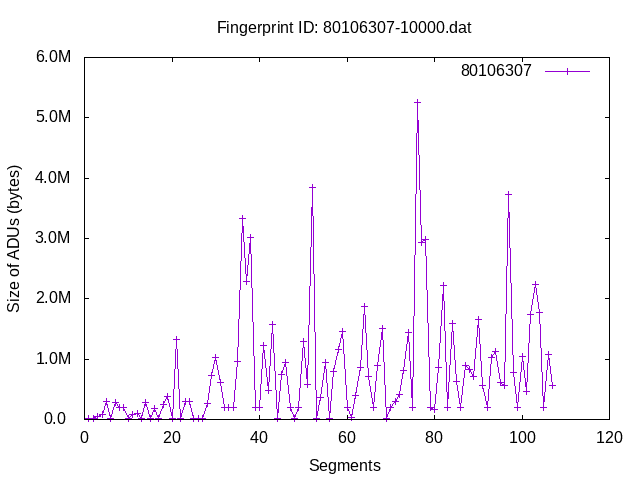 Fingerprint ID: 80106307-10000.dat
80106307
6.0M
5.0M
4.0M
3.0M
2.0M
1.0M
0.0
Size of ADUs (bytes)
0 20 40 60 80 100 120
Segments